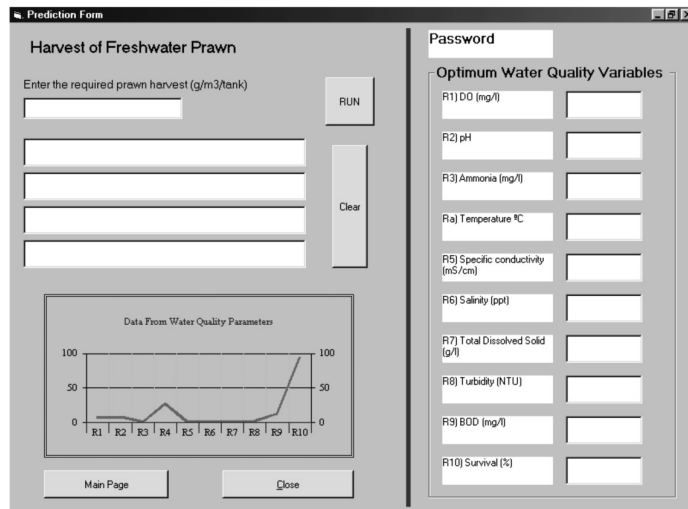 Prediction Form
Harvest of Freshwater Prawn
Enter the required prawn harvest (g/m3/tank)
RUN
Clear
Data From Water Quality Parameters
100
100
50
50
0
0
R1 R2 R3 R4 R5 R6 R7 R8 R9 R10
Main Page
Close
Password
Optimum Water Quality Variables
R1) DO (mg/l)
R2) pH
R3) Ammonia (mg/l)
Ra) Temperature ºC
R5) Specific conductivity
(mS/cm)
R6) Salinity (ppt)
R7) Total Dissolved Solid
(g/l)
R8) Turbidity (NTU)
R9) BOD (mg/l)
R10) Survival (%)